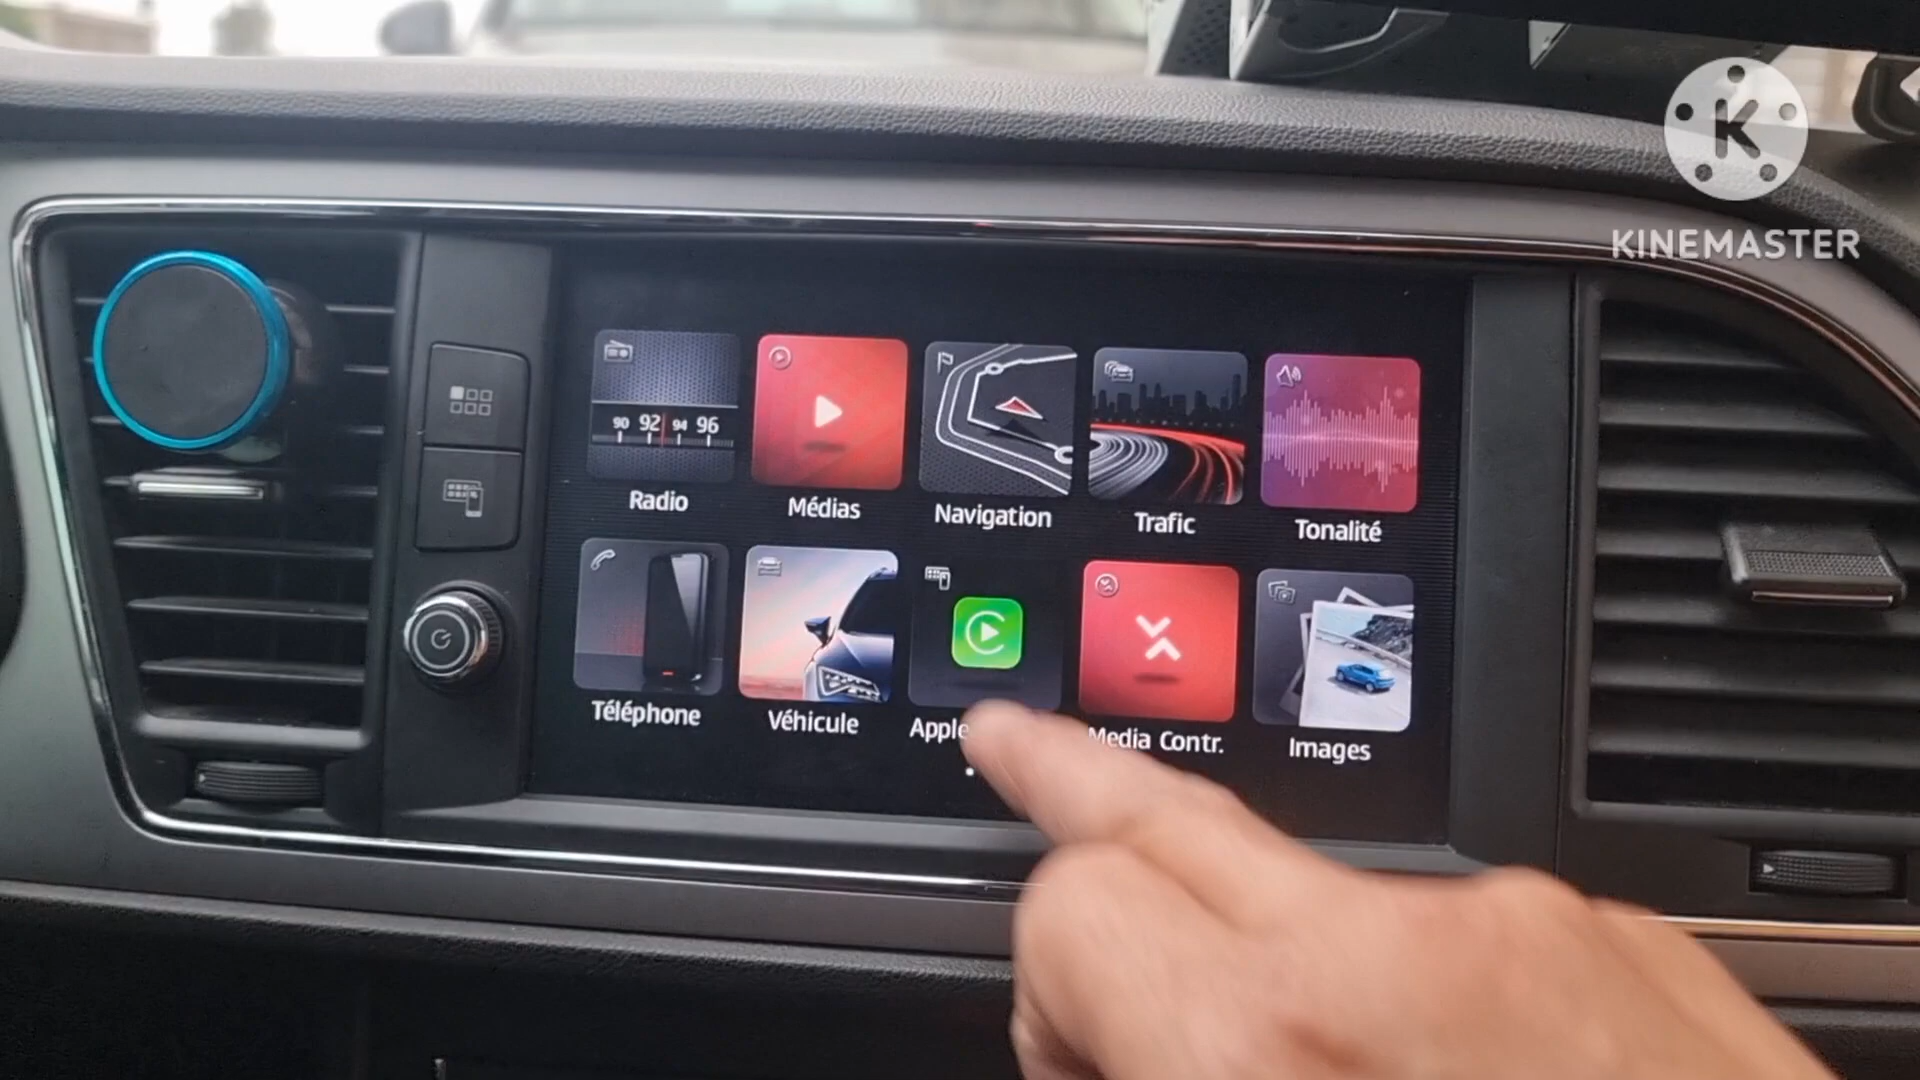 K
KINEMASTER
90 92 94 96
Radio
Médias
Navigation
Trafic
Tonalité
Téléphone
Véhicule
Apple
Media Contr.
Images